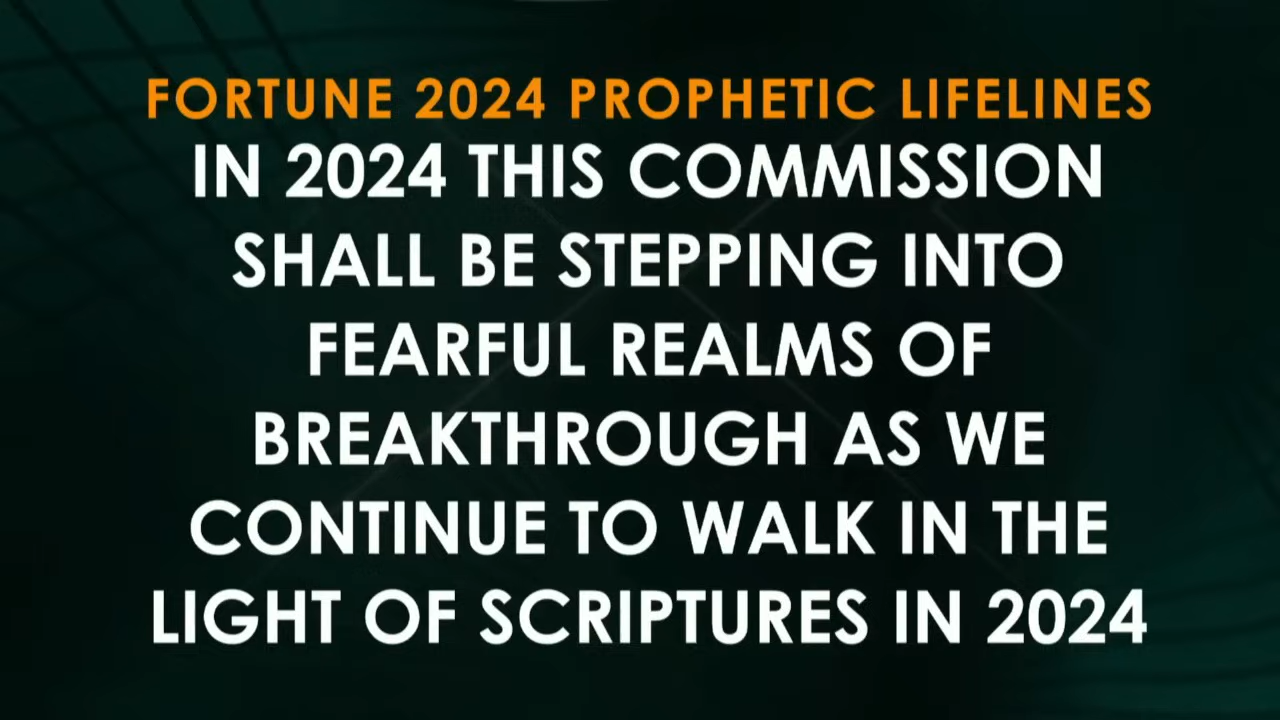 FORTUNE 2024 PROPHETIC LIFELINES
IN 2024 THIS COMMISSION
SHALL BE STEPPING INTO
FEARFUL REALMS OF
BREAKTHROUGH AS WE
CONTINUE TO WALK IN THE
LIGHT OF SCRIPTURES IN 2024